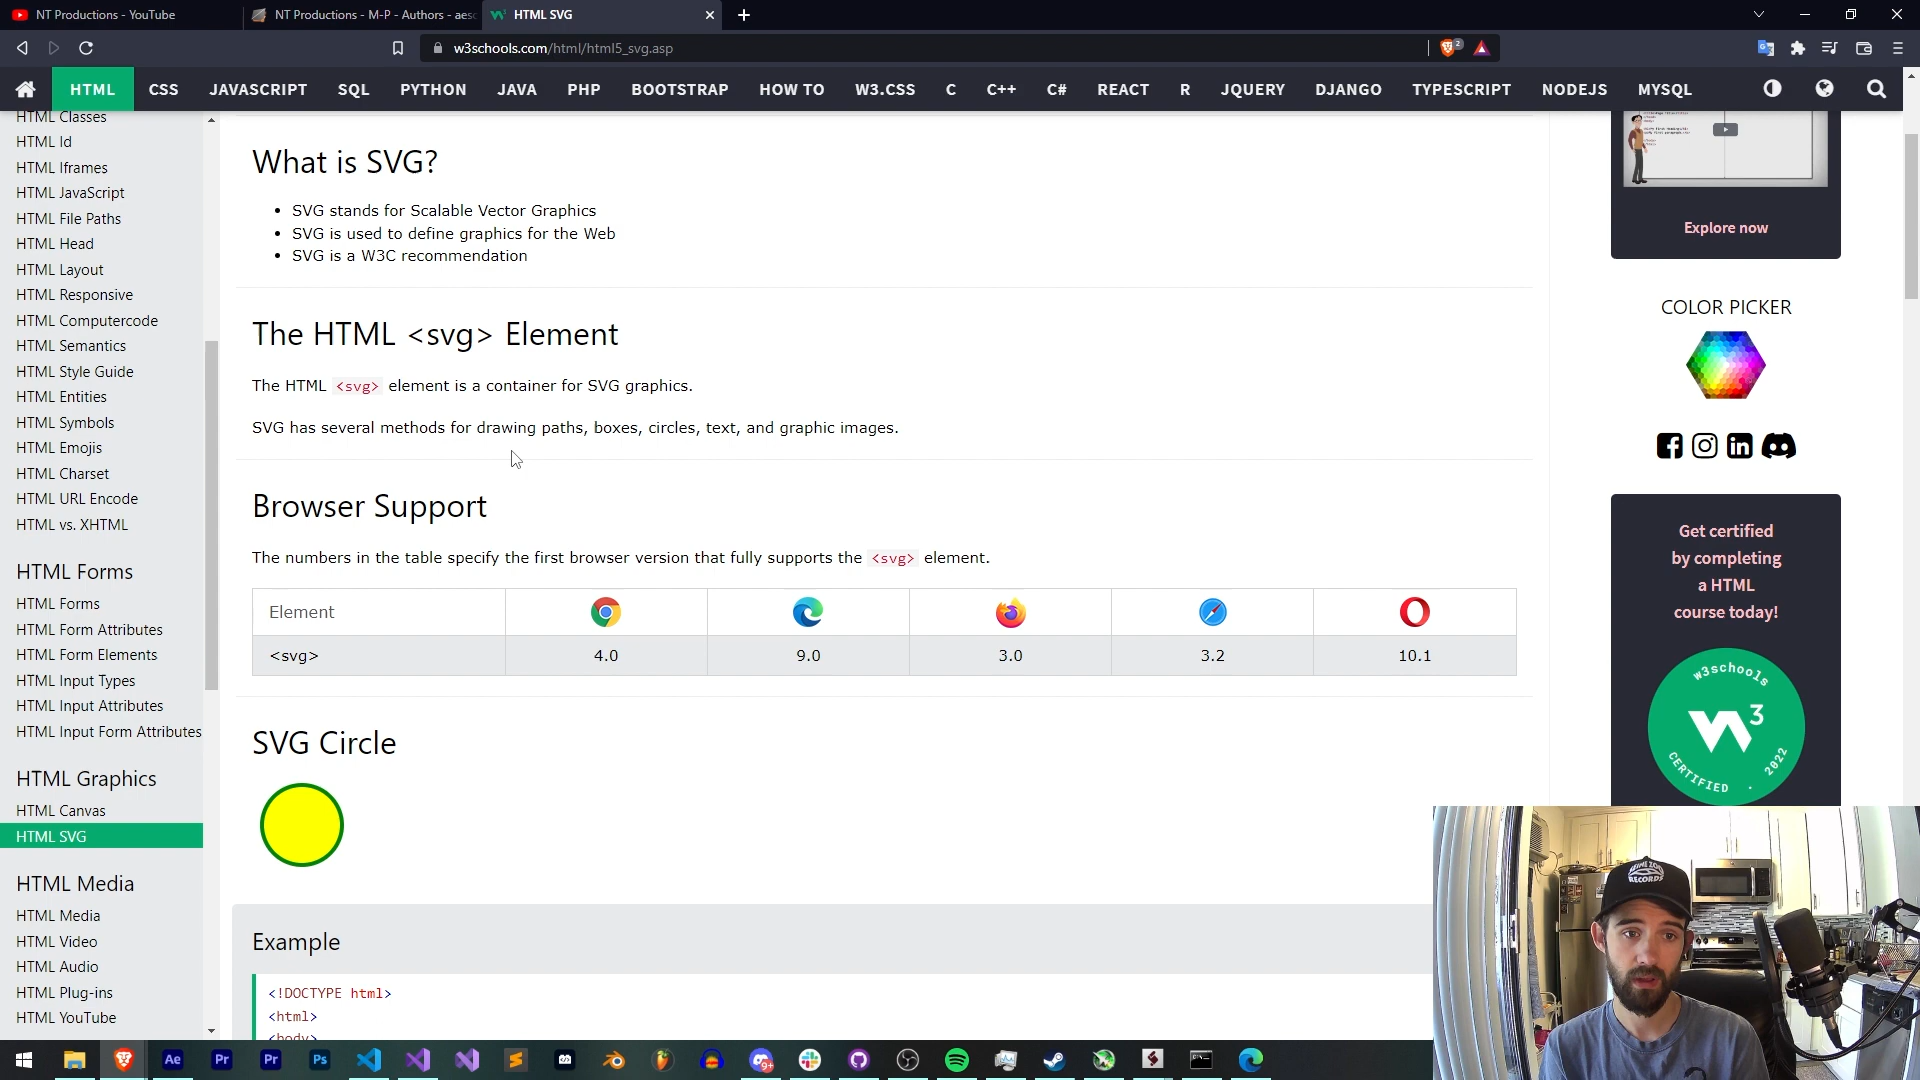 NT Productions - YouTube
NT Productions - M-P - Authors - aesc
HTML SVG
w3schools.com/html/html5_svg.asp
2
HTML
CSS
JAVASCRIPT
SQL
PYTHON
JAVA
PHP
BOOTSTRAP
HOW TO
W3.CSS
C
C++
C#
REACT
R
JQUERY
DJANGO
TYPESCRIPT
NODEJS
MYSQL
HTML Classes
HTML Id
HTML Iframes
HTML JavaScript
HTML File Paths
HTML Head
HTML Layout
HTML Responsive
HTML Computercode
HTML Semantics
HTML Style Guide
HTML Entities
HTML Symbols
HTML Emojis
HTML Charset
HTML URL Encode
HTML vs. XHTML
HTML Forms
HTML Forms
HTML Form Attributes
HTML Form Elements
HTML Input Types
HTML Input Attributes
HTML Input Form Attributes
HTML Graphics
HTML Canvas
HTML SVG
HTML Media
HTML Media
HTML Video
HTML Audio
HTML Plug-ins
HTML YouTube
What is SVG?
SVG stands for Scalable Vector Graphics
SVG is used to define graphics for the Web
SVG is a W3C recommendation
The HTML <svg> Element
The HTML <svg> element is a container for SVG graphics.
SVG has several methods for drawing paths, boxes, circles, text, and graphic images.
Browser Support
The numbers in the table specify the first browser version that fully supports the <svg> element.
Element
<svg> 4.0 9.0 3.0 3.2 10.1
SVG Circle
Example
<!DOCTYPE html>
<html>
<body>
Explore now
COLOR PICKER
Get certified
by completing
a HTML
course today!
w3schools
W3
CERTIFIED . 2022
RECORDS
Ae
Pr
Pr
Ps
9+